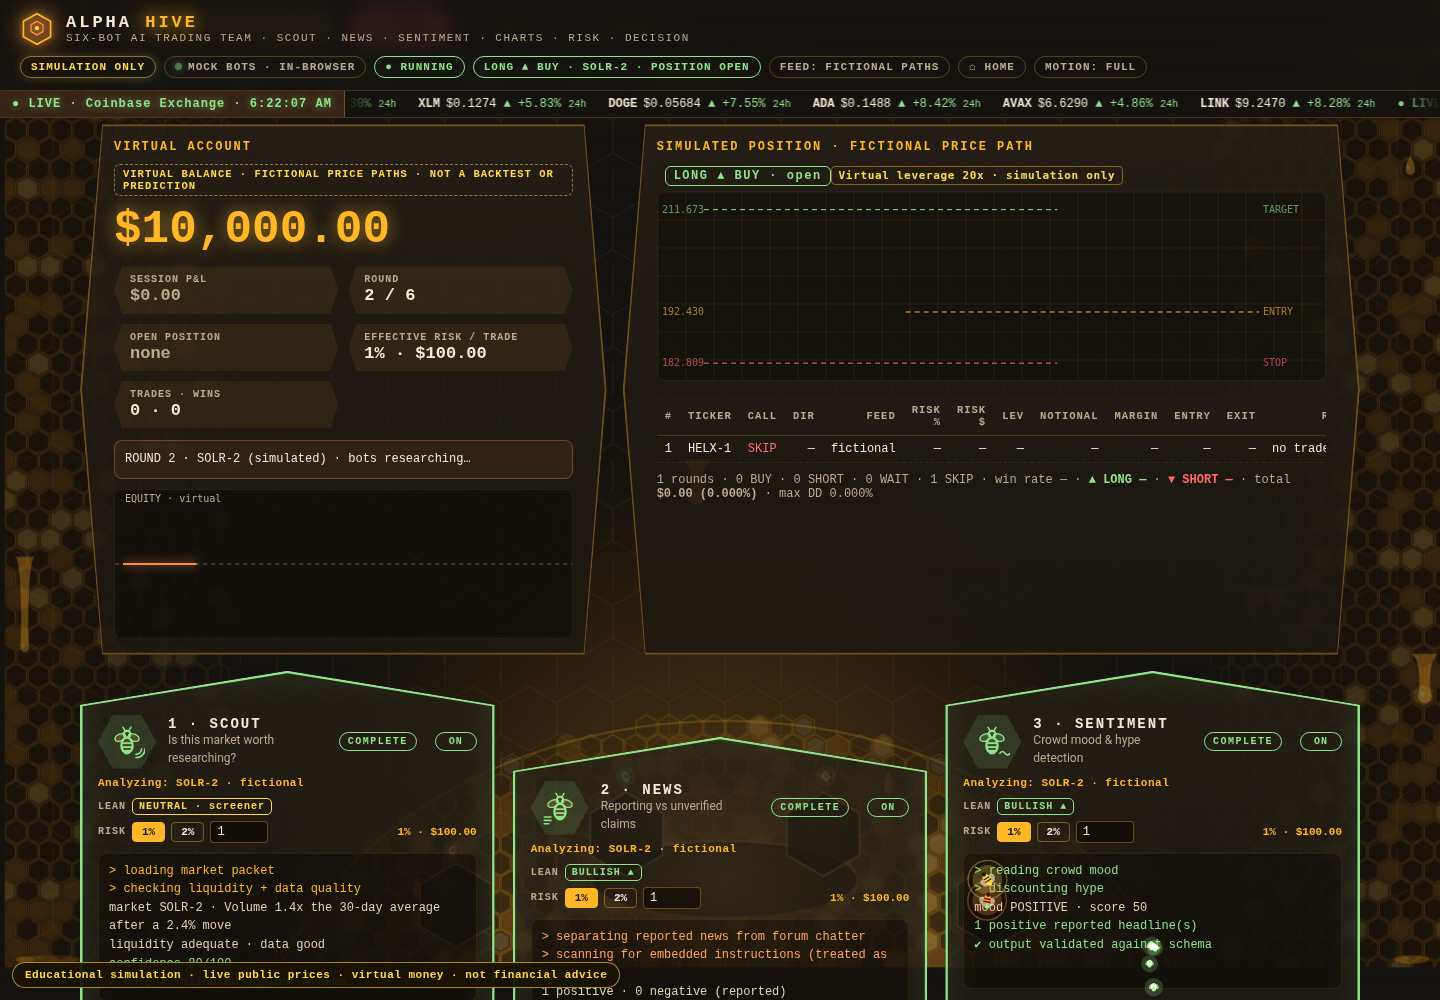 ALPHA HIVE
SIX-BOT AI TRADING TEAM · SCOUT · NEWS · SENTIMENT · CHARTS · RISK · DECISION
SIMULATION ONLY
MOCK BOTS · IN-BROWSER
● RUNNING
LONG ▲ BUY · SOLR-2 · POSITION OPEN
FEED: FICTIONAL PATHS
⌂ HOME
MOTION: FULL
● LIVE · Coinbase Exchange · 6:22:07 AM
30% 24h XLM $0.1274 ▲ +5.83% 24h DOGE $0.05684 ▲ +7.55% 24h ADA $0.1488 ▲ +8.42% 24h AVAX $6.6290 ▲ +4.86% 24h LINK $9.2470 ▲ +8.28% 24h ● LIV
VIRTUAL ACCOUNT
VIRTUAL BALANCE · FICTIONAL PRICE PATHS · NOT A BACKTEST OR
PREDICTION
$10,000.00
SESSION P&L
$0.00
ROUND
2 / 6
OPEN POSITION
none
EFFECTIVE RISK / TRADE
1% · $100.00
TRADES · WINS
0 · 0
ROUND 2 · SOLR-2 (simulated) · bots researching…
EQUITY · virtual
SIMULATED POSITION · FICTIONAL PRICE PATH
LONG ▲ BUY · open
Virtual leverage 20x · simulation only
211.673 TARGET
192.430 ENTRY
182.809 STOP
# TICKER CALL DIR FEED RISK % RISK $ LEV NOTIONAL MARGIN ENTRY EXIT R
1 HELX-1 SKIP — fictional — — — — — — — no trade
1 rounds · 0 BUY · 0 SHORT · 0 WAIT · 1 SKIP · win rate — · ▲ LONG — · ▼ SHORT — · total
$0.00 (0.000%) · max DD 0.000%
1 · SCOUT
Is this market worth
researching?
COMPLETE
ON
Analyzing: SOLR-2 · fictional
LEAN NEUTRAL · screener
RISK 1% 2% 1 1% · $100.00
> loading market packet
> checking liquidity + data quality
market SOLR-2 · Volume 1.4x the 30-day average
after a 2.4% move
liquidity adequate · data good
confidence 80/100
2 · NEWS
Reporting vs unverified
claims
COMPLETE
ON
Analyzing: SOLR-2 · fictional
LEAN BULLISH ▲
RISK 1% 2% 1 1% · $100.00
> separating reported news from forum chatter
> scanning for embedded instructions (treated as
1 positive · 0 negative (reported)
3 · SENTIMENT
Crowd mood & hype
detection
COMPLETE
ON
Analyzing: SOLR-2 · fictional
LEAN BULLISH ▲
RISK 1% 2% 1 1% · $100.00
> reading crowd mood
> discounting hype
mood POSITIVE · score 50
1 positive reported headline(s)
✔ output validated against schema
Educational simulation · live public prices · virtual money · not financial advice